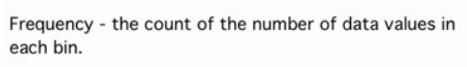 Frequency - the count of the number of data values in
each bin.